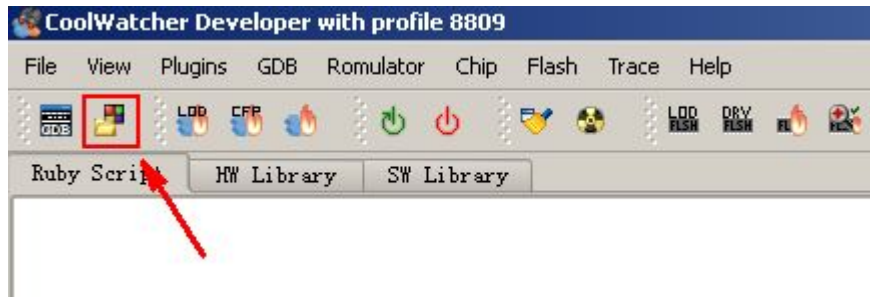 CoolWatcher Developer with profile 8809
File View Plugins GDB Romulator Chip Flash Trace Help
GDB LOD CFP LOD FLSH DRV FLSH FL
Ruby Script HW Library SW Library